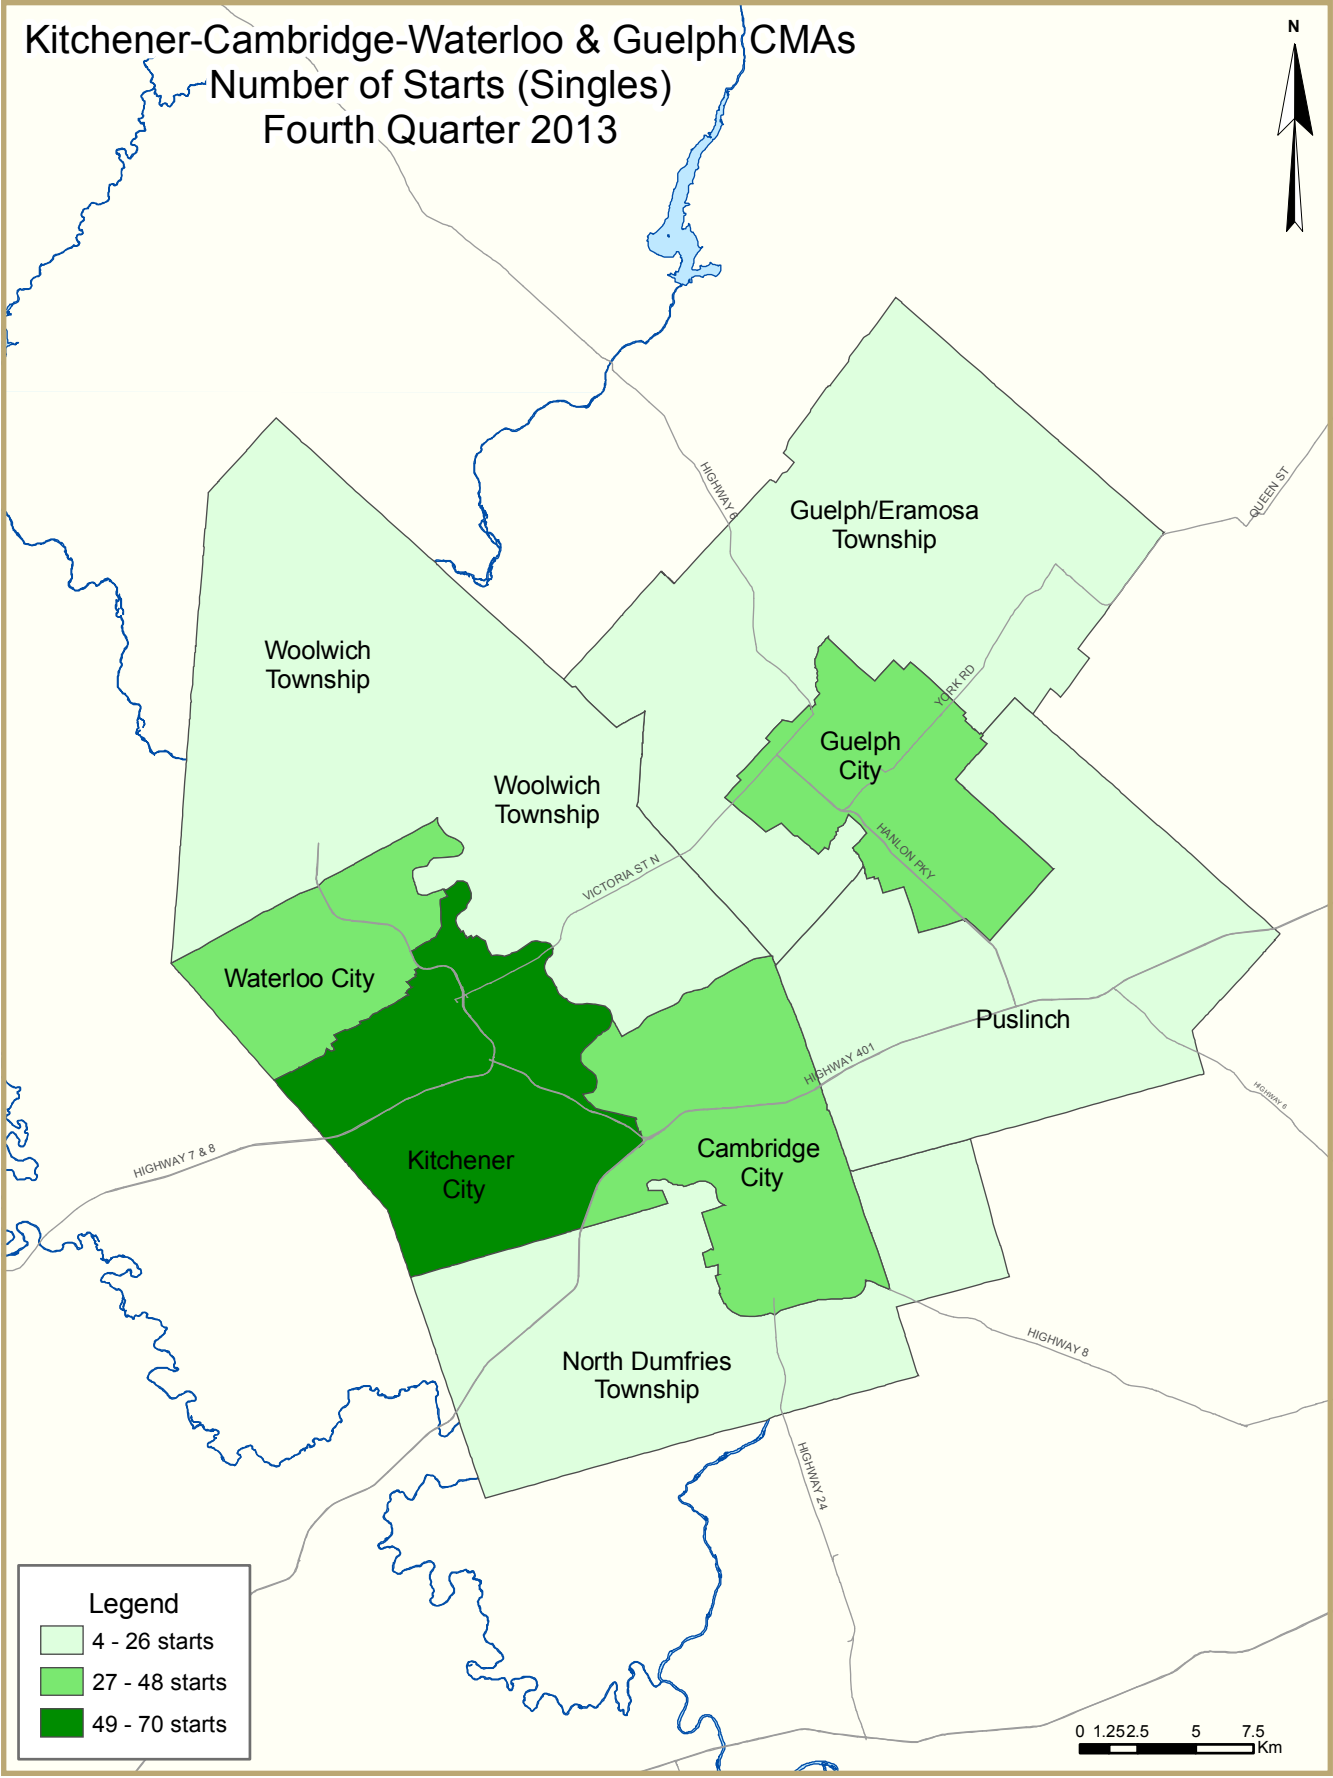 Kitchener-Cambridge-Waterloo & Guelph CMAs
Number of Starts (Singles)
Fourth Quarter 2013
N
HIGHWAY 6
QUEEN ST
Guelph/Eramosa
Township
Woolwich
Township
YORK RD
Guelph
City
Woolwich
Township
HANLON PKY
VICTORIA ST N
Waterloo City
Puslinch
HIGHWAY 401
HIGHWAY 6
HIGHWAY 7 & 8
Kitchener
City
Cambridge
City
HIGHWAY 8
North Dumfries
Township
HIGHWAY 24
Legend
4 - 26 starts
27 - 48 starts
49 - 70 starts
0 1.25 2.5 5 7.5
Km